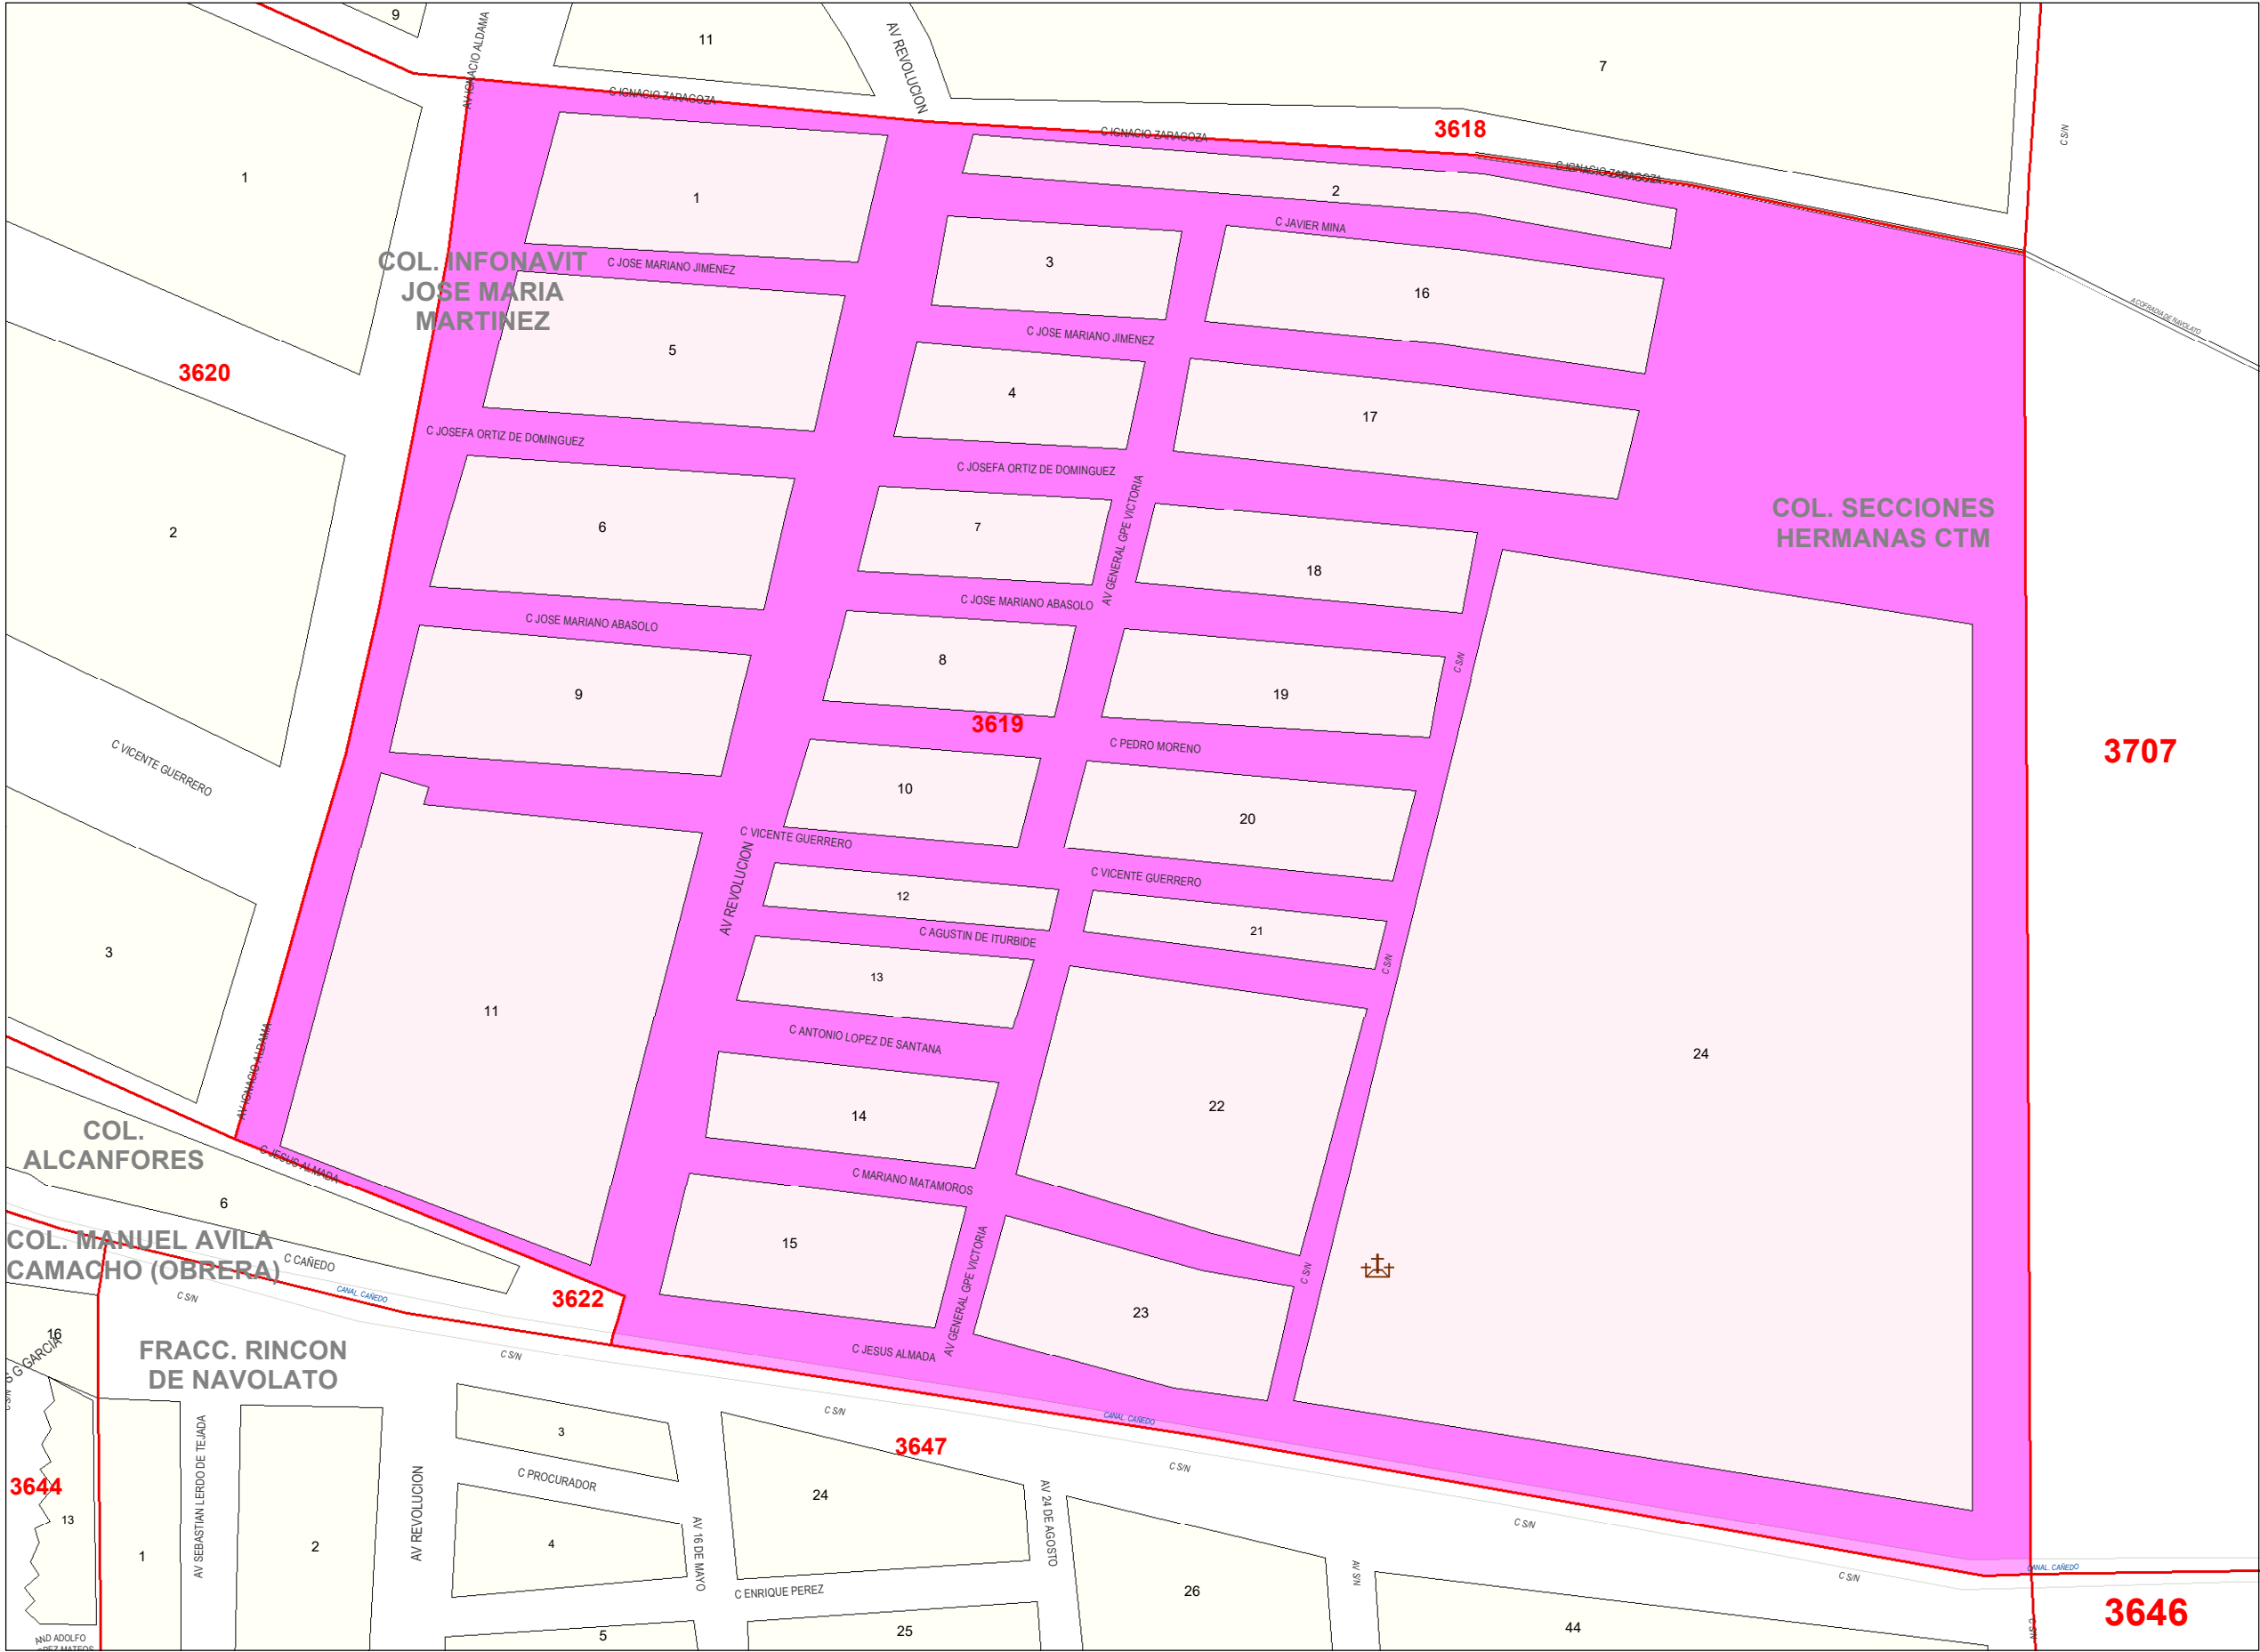 9
11
7
AV IGNACIO ALDAMA
AV REVOLUCION
C IGNACIO ZARAGOZA
C IGNACIO ZARAGOZA
3618
C S/N
C IGNACIO ZARAGOZA
1
1
2
C JAVIER MINA
COL. INFONAVIT
JOSE MARIA
MARTINEZ
C JOSE MARIANO JIMENEZ
3
16
A COFRADIA DE NAVOLATO
C JOSE MARIANO JIMENEZ
5
3620
4
17
C JOSEFA ORTIZ DE DOMINGUEZ
C JOSEFA ORTIZ DE DOMINGUEZ
AV GENERAL GPE VICTORIA
COL. SECCIONES
HERMANAS CTM
2
6
7
18
C JOSE MARIANO ABASOLO
C JOSE MARIANO ABASOLO
8
C S/N
9
19
3619
C PEDRO MORENO
3707
C VICENTE GUERRERO
10
20
C VICENTE GUERRERO
C VICENTE GUERRERO
AV REVOLUCION
12
21
C AGUSTIN DE ITURBIDE
3
13
C S/N
11
C ANTONIO LOPEZ DE SANTANA
24
AV IGNACIO ALDAMA
22
14
COL.
ALCANFORES
C JESUS ALMADA
C MARIANO MATAMOROS
6
COL. MANUEL AVILA
CAMACHO (OBRERA)
15
C CAÑEDO
AV GENERAL GPE VICTORIA
C S/N
CANAL CAÑEDO
C S/N
3622
23
16
G GARCIA
FRACC. RINCON
DE NAVOLATO
C S/N
C JESUS ALMADA
C S/N
C S/N
CANAL CAÑEDO
3
3647
C S/N
AV SEBASTIAN LERDO DE TEJADA
AV REVOLUCION
C PROCURADOR
3644
24
AV 24 DE AGOSTO
13
C S/N
1
2
4
AV 16 DE MAYO
AV S/N
CANAL CAÑEDO
C S/N
C ENRIQUE PEREZ
26
3646
AND ADOLFO
5
25
44
C S/N